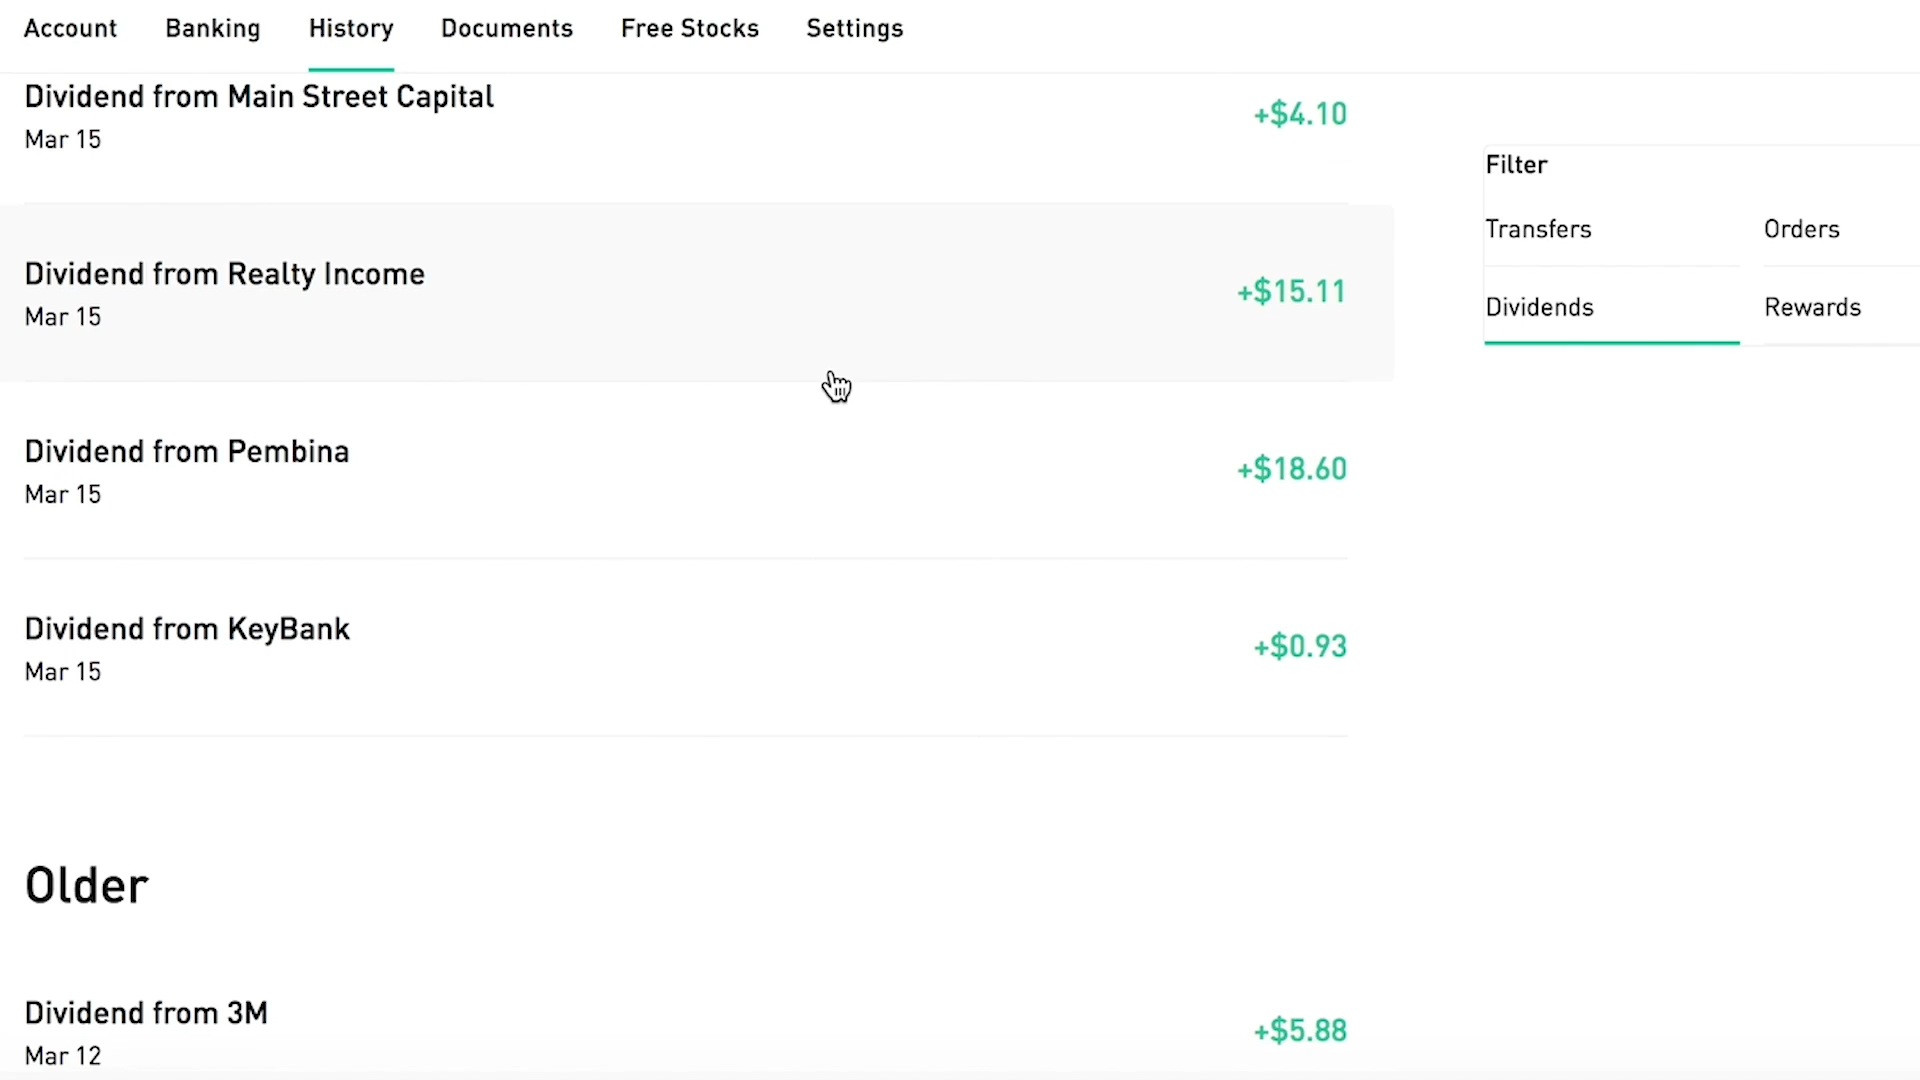 Account Banking History Documents Free Stocks Settings
Dividend from Main Street Capital
Mar 15
+$4.10
Filter
Transfers Orders
Dividends Rewards
Dividend from Realty Income
Mar 15
+$15.11
Dividend from Pembina
Mar 15
+$18.60
Dividend from KeyBank
Mar 15
+$0.93
Older
Dividend from 3M
Mar 12
+$5.88